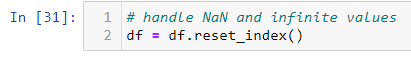 In [31]: 1 # handle NaN and infinite values
2 df = df.reset_index()